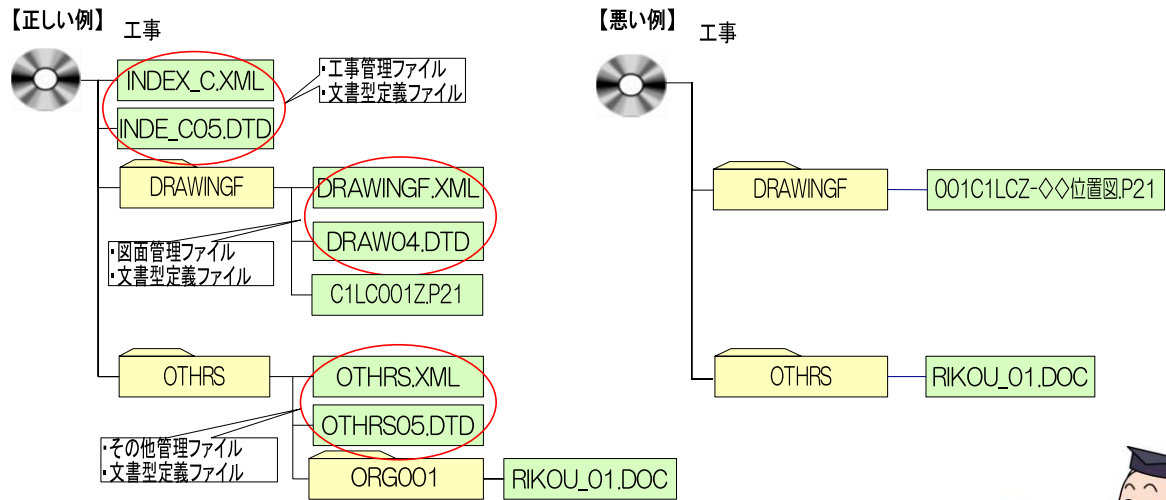 【正しい例】
工事
INDEX_C.XML
・工事管理ファイル
・文書型定義ファイル
INDE_C05.DTD
DRAWINGF
DRAWINGF.XML
DRAW04.DTD
・図面管理ファイル
・文書型定義ファイル
C1LC001Z.P21
OTHRS
OTHRS.XML
OTHRS05.DTD
・その他管理ファイル
・文書型定義ファイル
ORG001
RIKOU_01.DOC
【悪い例】
工事
DRAWINGF
001C1LCZ-◇◇位置図.P21
OTHRS
RIKOU_01.DOC